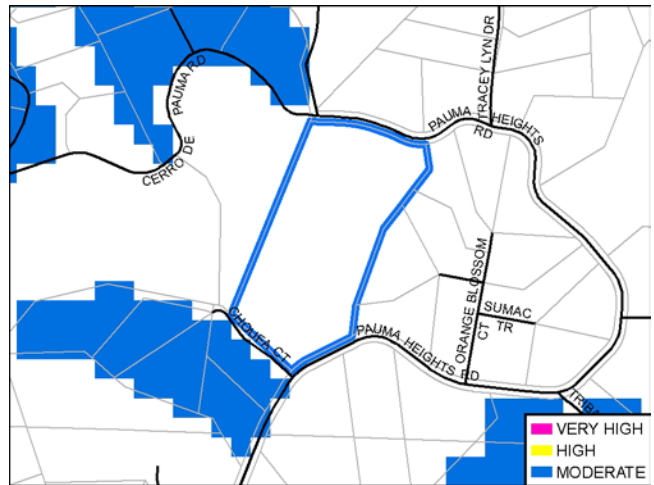 TRACEY LYN DR
PAUMA RD
PAUMA HEIGHTS
RD
CERRO DE
ORANGE BLOSSOM
CT
SUMAC
TR
CHOUFA CT
PAUMA HEIGHTS RD
VERY HIGH
HIGH
MODERATE